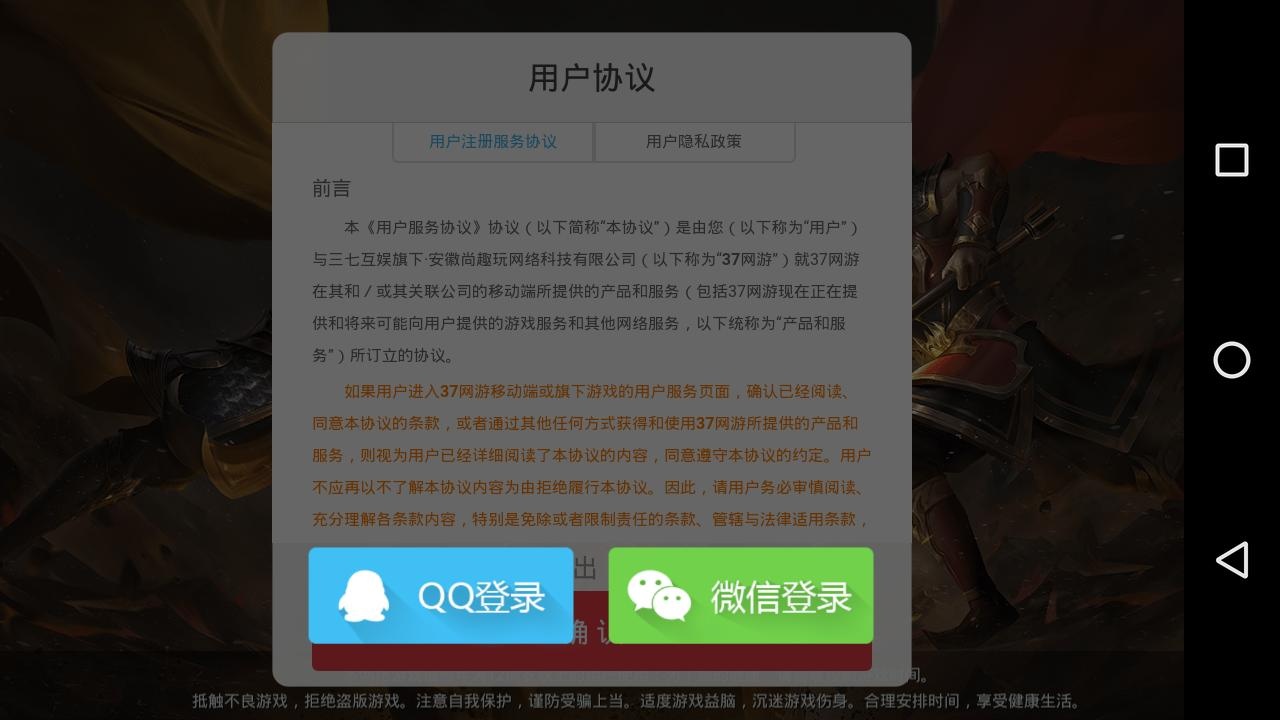 用户协议
用户注册服务协议
用户隐私政策
前言
本《用户服务协议》协议（以下简称“本协议”）是由您（以下称为“用户”）
与三七互娱旗下·安徽尚趣玩网络科技有限公司（以下称为“37网游”）就37网游
在其和／或其关联公司的移动端所提供的产品和服务（包括37网游现在正在提
供和将来可能向用户提供的游戏服务和其他网络服务，以下统称为“产品和服
务”）所订立的协议。
如果用户进入37网游移动端或旗下游戏的用户服务页面，确认已经阅读、
同意本协议的条款，或者通过其他任何方式获得和使用37网游所提供的产品和
服务，则视为用户已经详细阅读了本协议的内容，同意遵守本协议的约定。用户
不应再以不了解本协议内容为由拒绝履行本协议。因此，请用户务必审慎阅读、
充分理解各条款内容，特别是免除或者限制责任的条款、管辖与法律适用条款，
出
QQ登录
微信登录
确
间。
抵触不良游戏，拒绝盗版游戏。注意自我保护，谨防受骗上当。适度游戏益脑，沉迷游戏伤身。合理安排时间，享受健康生活。